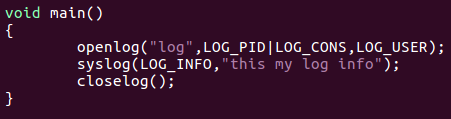 void main()
{
        openlog("log",LOG_PID|LOG_CONS,LOG_USER);
        syslog(LOG_INFO,"this my log info");
        closelog();
}